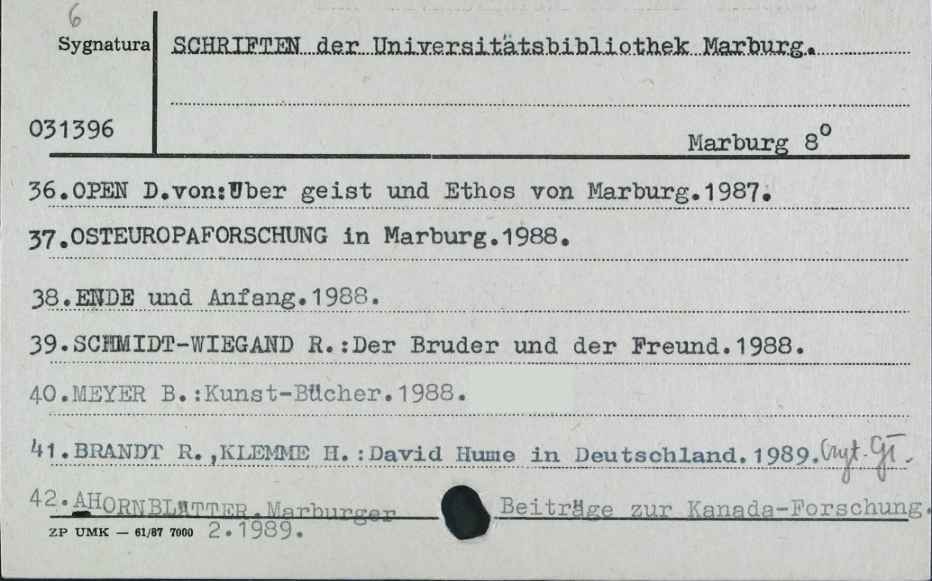 6
Sygnatura SCHRIFTEN der Universitätsbibliothek Marburg.
031396
Marburg 8°
36.OPEN D.von:Über geist und Ethos von Marburg.1987.
37.OSTEUROPAFORSCHUNG in Marburg.1988.
38.ENDE und Anfang.1988.
39.SCHMIDT-WIEGAND R.:Der Bruder und der Freund.1988.
40.MEYER B.:Kunst-Bücher.1988.
41.BRANDT R.,KLEMME H.:David Hume in Deutschland.1989.
42.AHORNBLÄTTER.Marburger Beiträge zur Kanada-Forschung.
ZP UMK — 61/87 7000 2.1989.